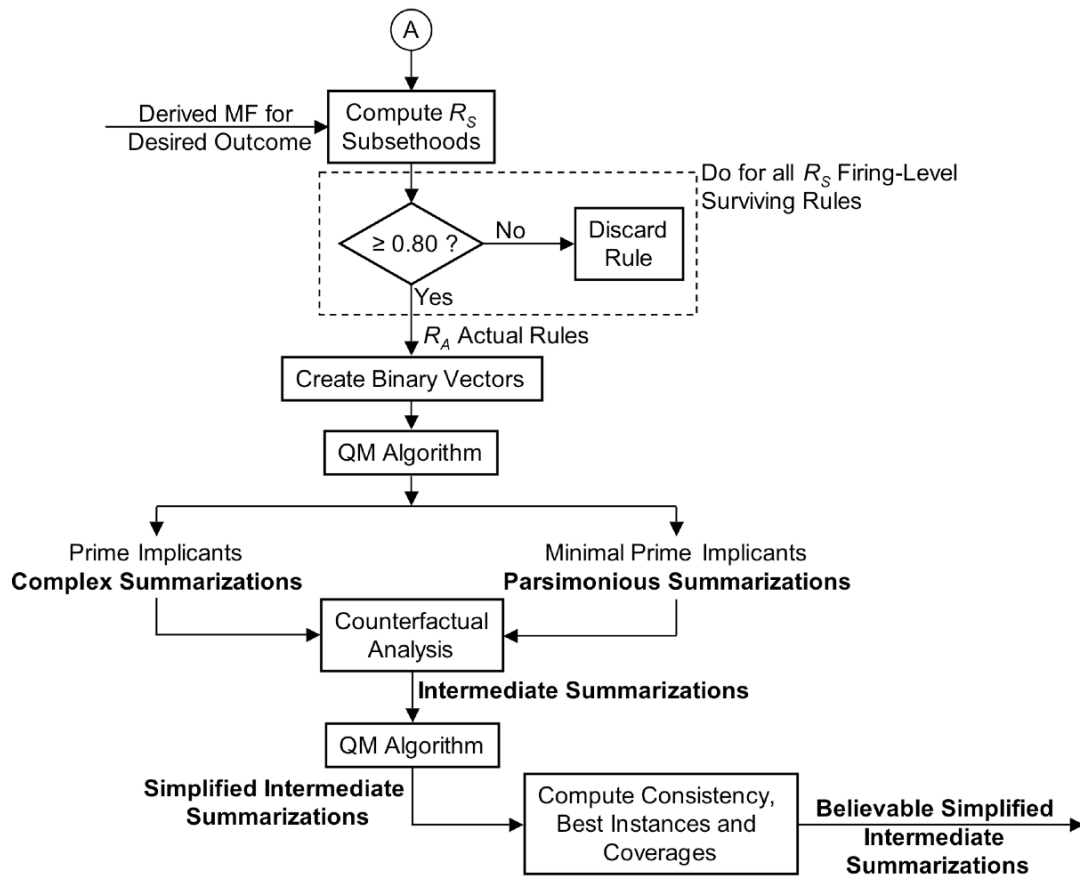 A
Derived MF for
Desired Outcome
Compute R_S
Subsethoods
Do for all R_S Firing-Level
Surviving Rules
≥ 0.80 ?
No
Discard
Rule
Yes
R_A Actual Rules
Create Binary Vectors
QM Algorithm
Prime Implicants
Complex Summarizations
Minimal Prime Implicants
Parsimonious Summarizations
Counterfactual
Analysis
Intermediate Summarizations
QM Algorithm
Simplified Intermediate
Summarizations
Compute Consistency,
Best Instances and
Coverages
Believable Simplified
Intermediate
Summarizations